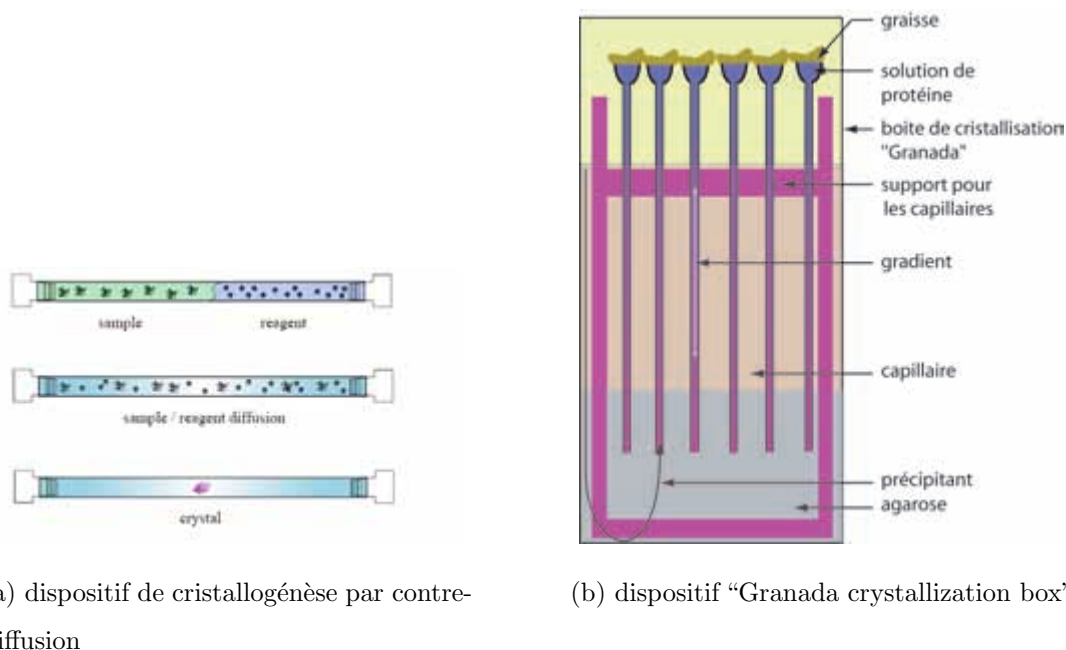 sample
reagent
sample / reagent diffusion
crystal
a) dispositif de cristallogénèse par contre-
iffusion
graisse
solution de
protéine
boite de cristallisation
"Granada"
support pour
les capillaires
gradient
capillaire
précipitant
agarose
(b) dispositif “Granada crystallization box”